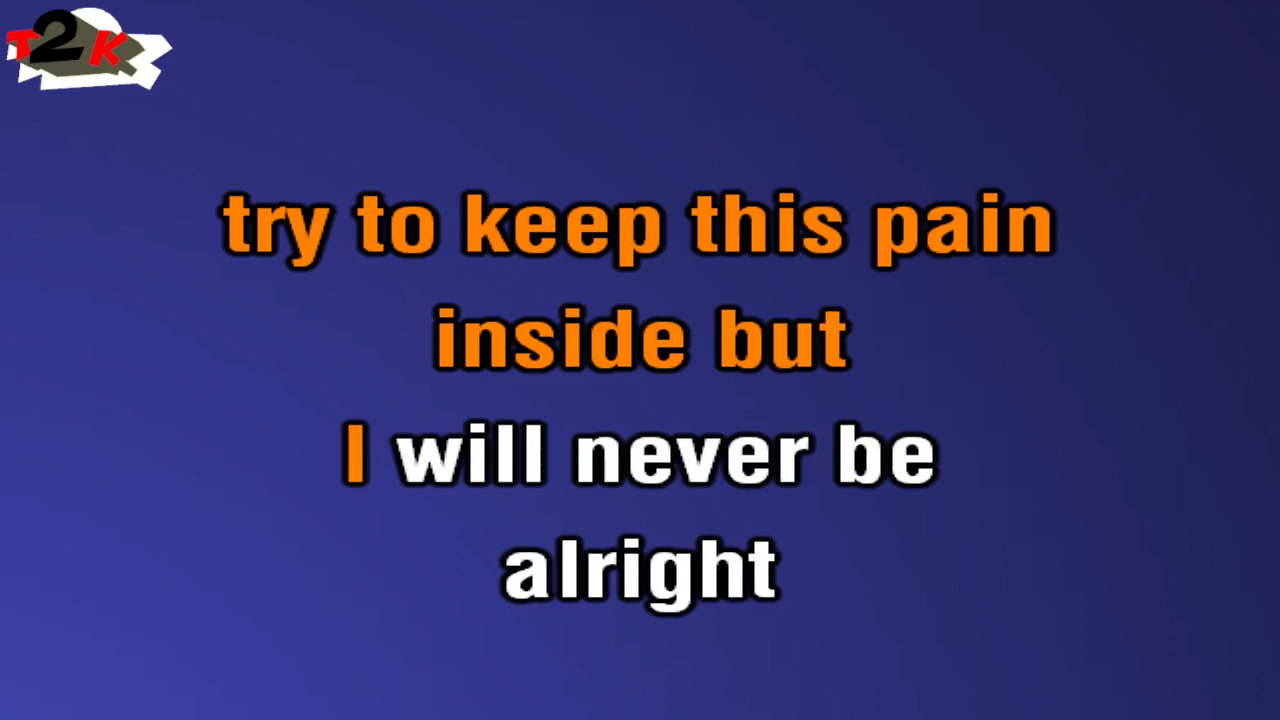 T2K
try to keep this pain
inside but
I will never be
alright